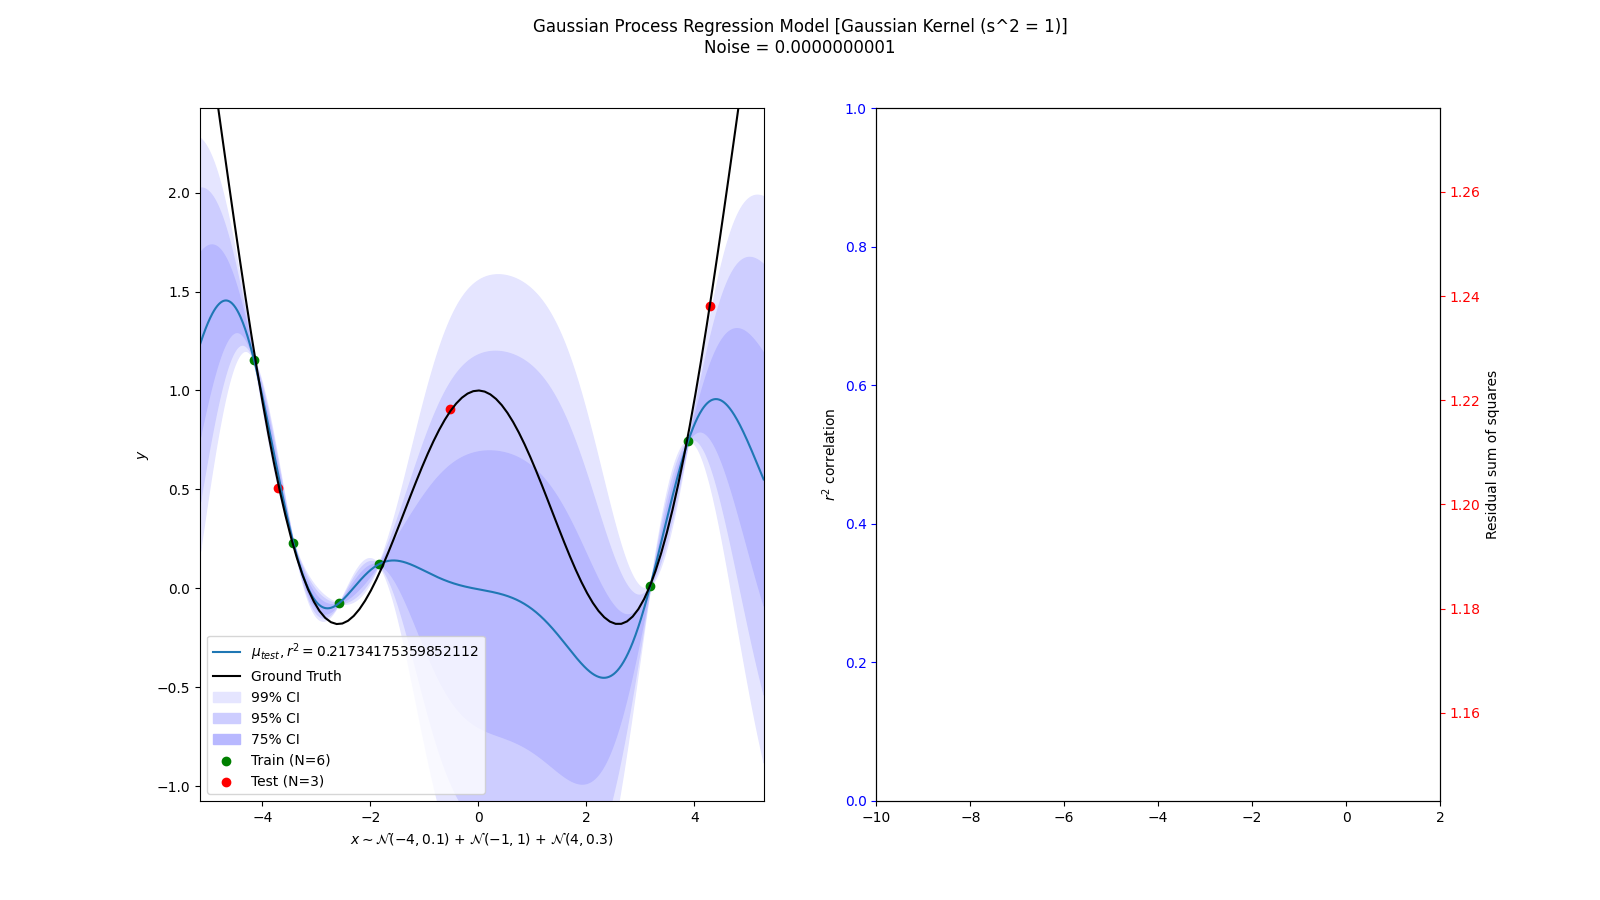 Gaussian Process Regression Model [Gaussian Kernel (s^2 = 1)]
Noise = 0.0000000001
2.0
1.5
1.0
0.5
0.0
−0.5
−1.0
y
−4
−2
0
2
4
x ∼ 𝒩(−4, 0.1) + 𝒩(−1, 1) + 𝒩(4, 0.3)
μ_test, r² = 0.21734175359852112
Ground Truth
99% CI
95% CI
75% CI
Train (N=6)
Test (N=3)
1.0
0.8
0.6
0.4
0.2
0.0
r² correlation
−10
−8
−6
−4
−2
0
2
1.26
1.24
1.22
1.20
1.18
1.16
Residual sum of squares